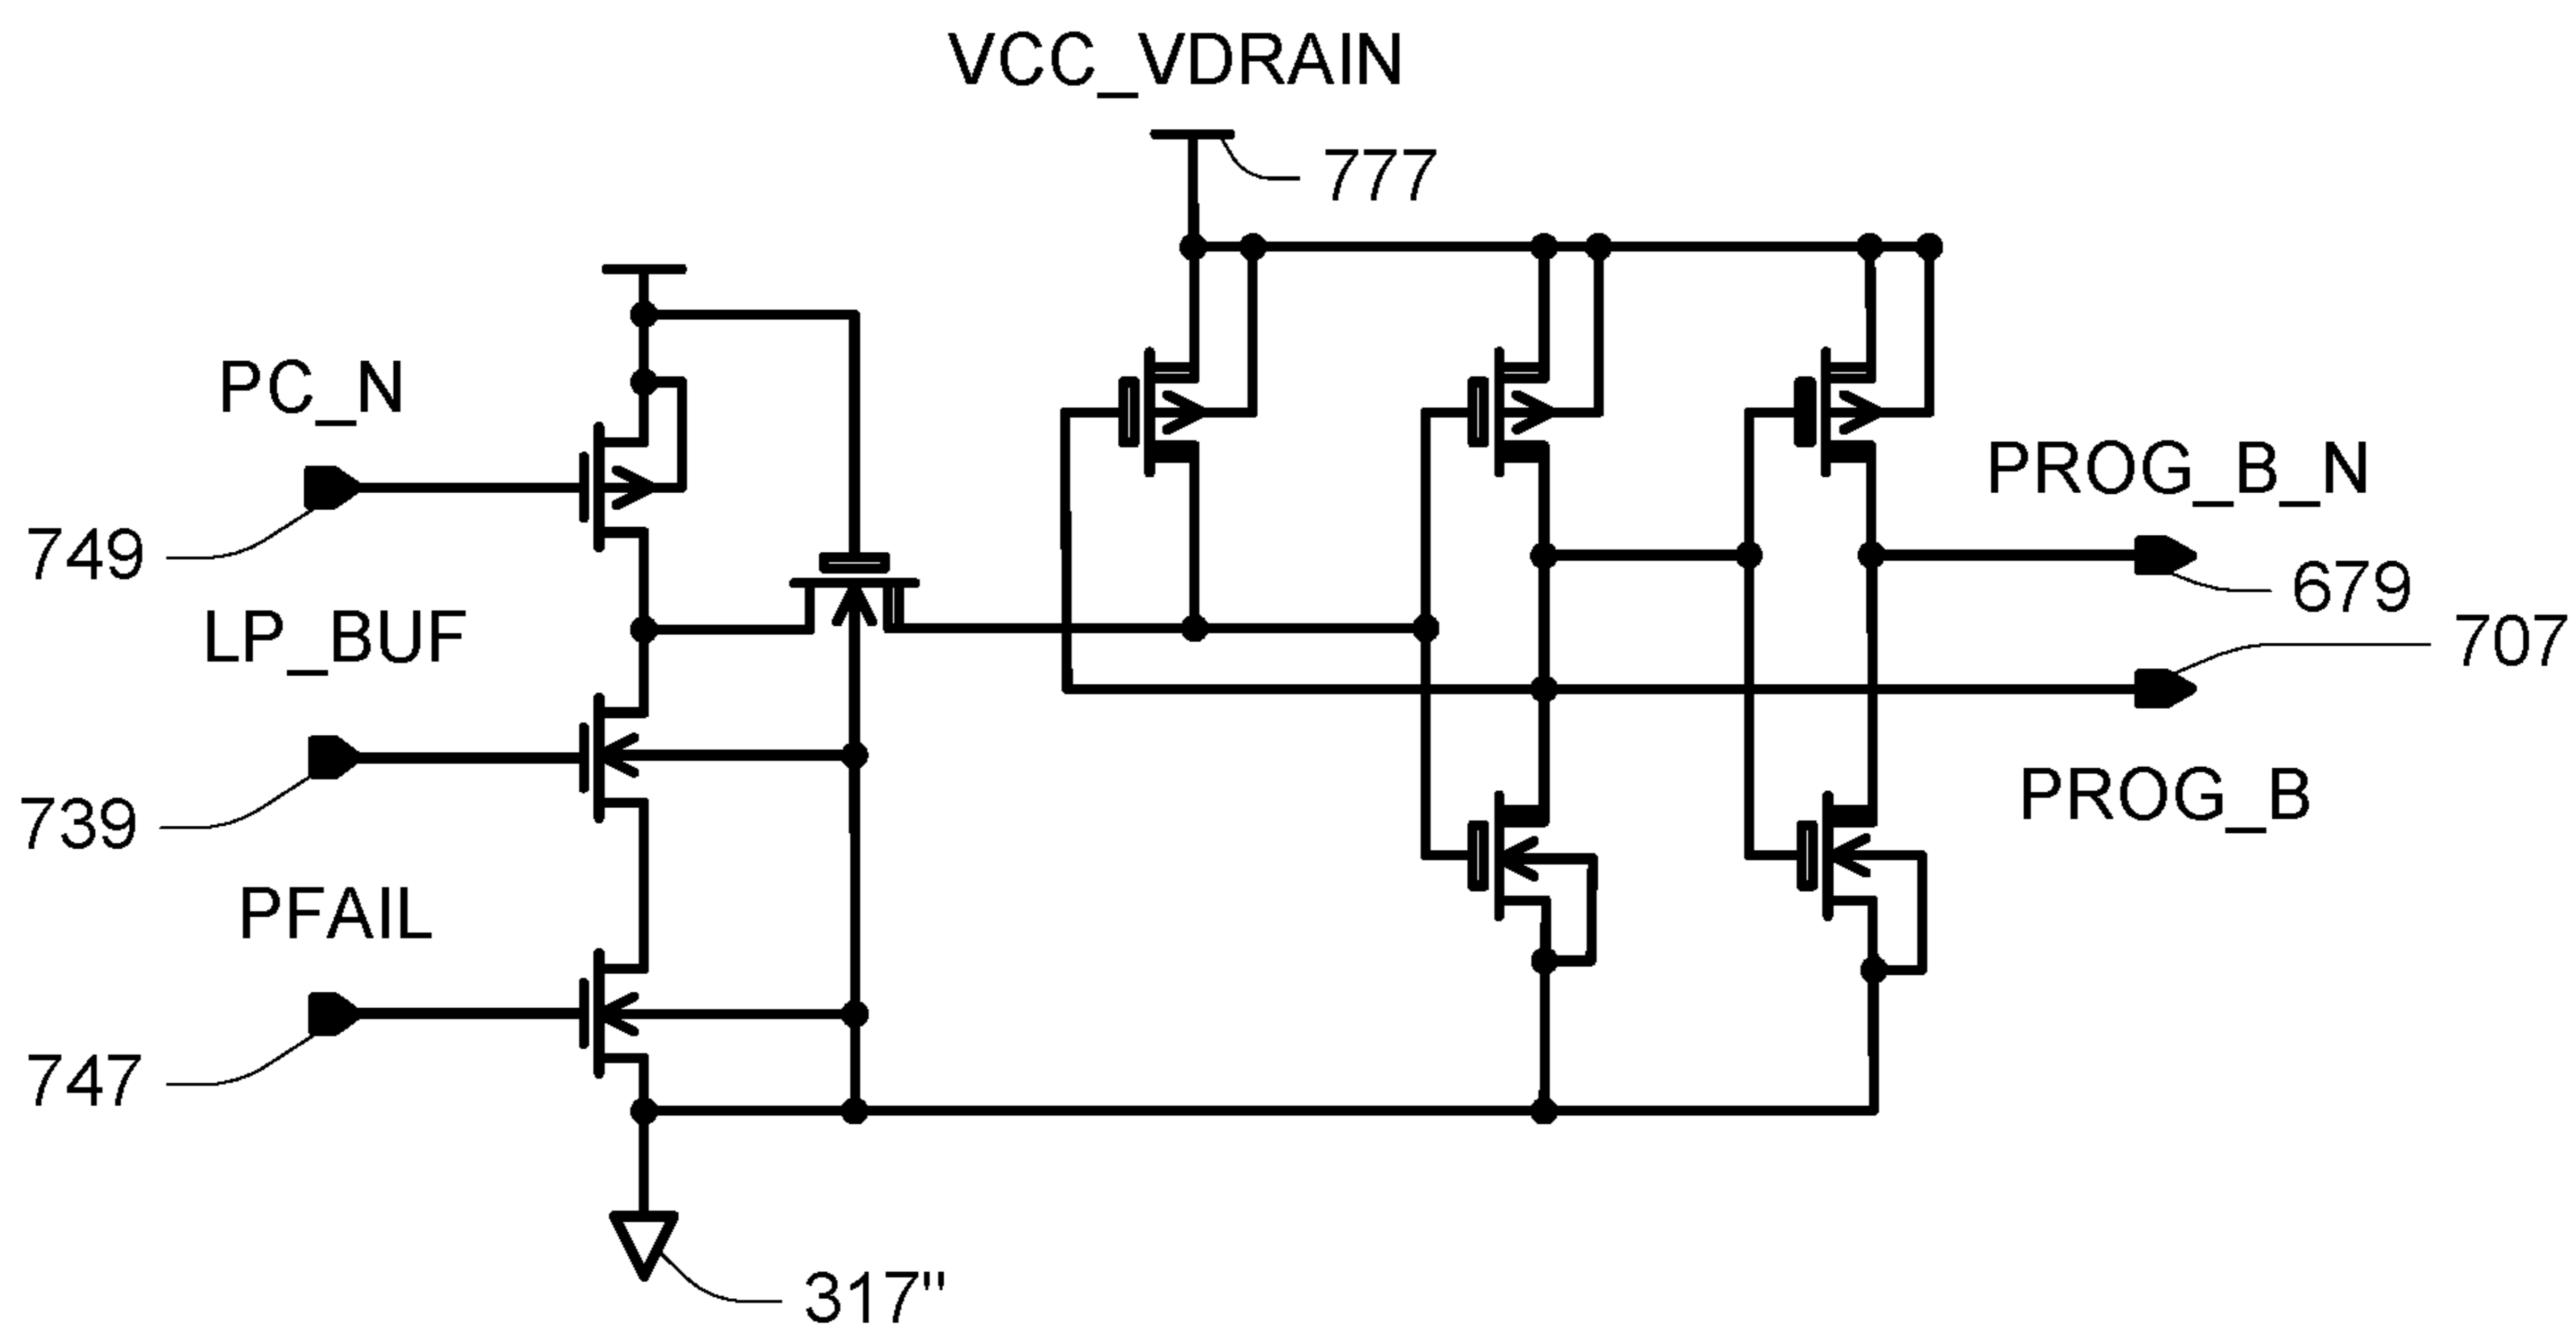 VCC_VDRAIN
777
PC_N
749
PROG_B_N
679
LP_BUF
707
739
PROG_B
PFAIL
747
317"